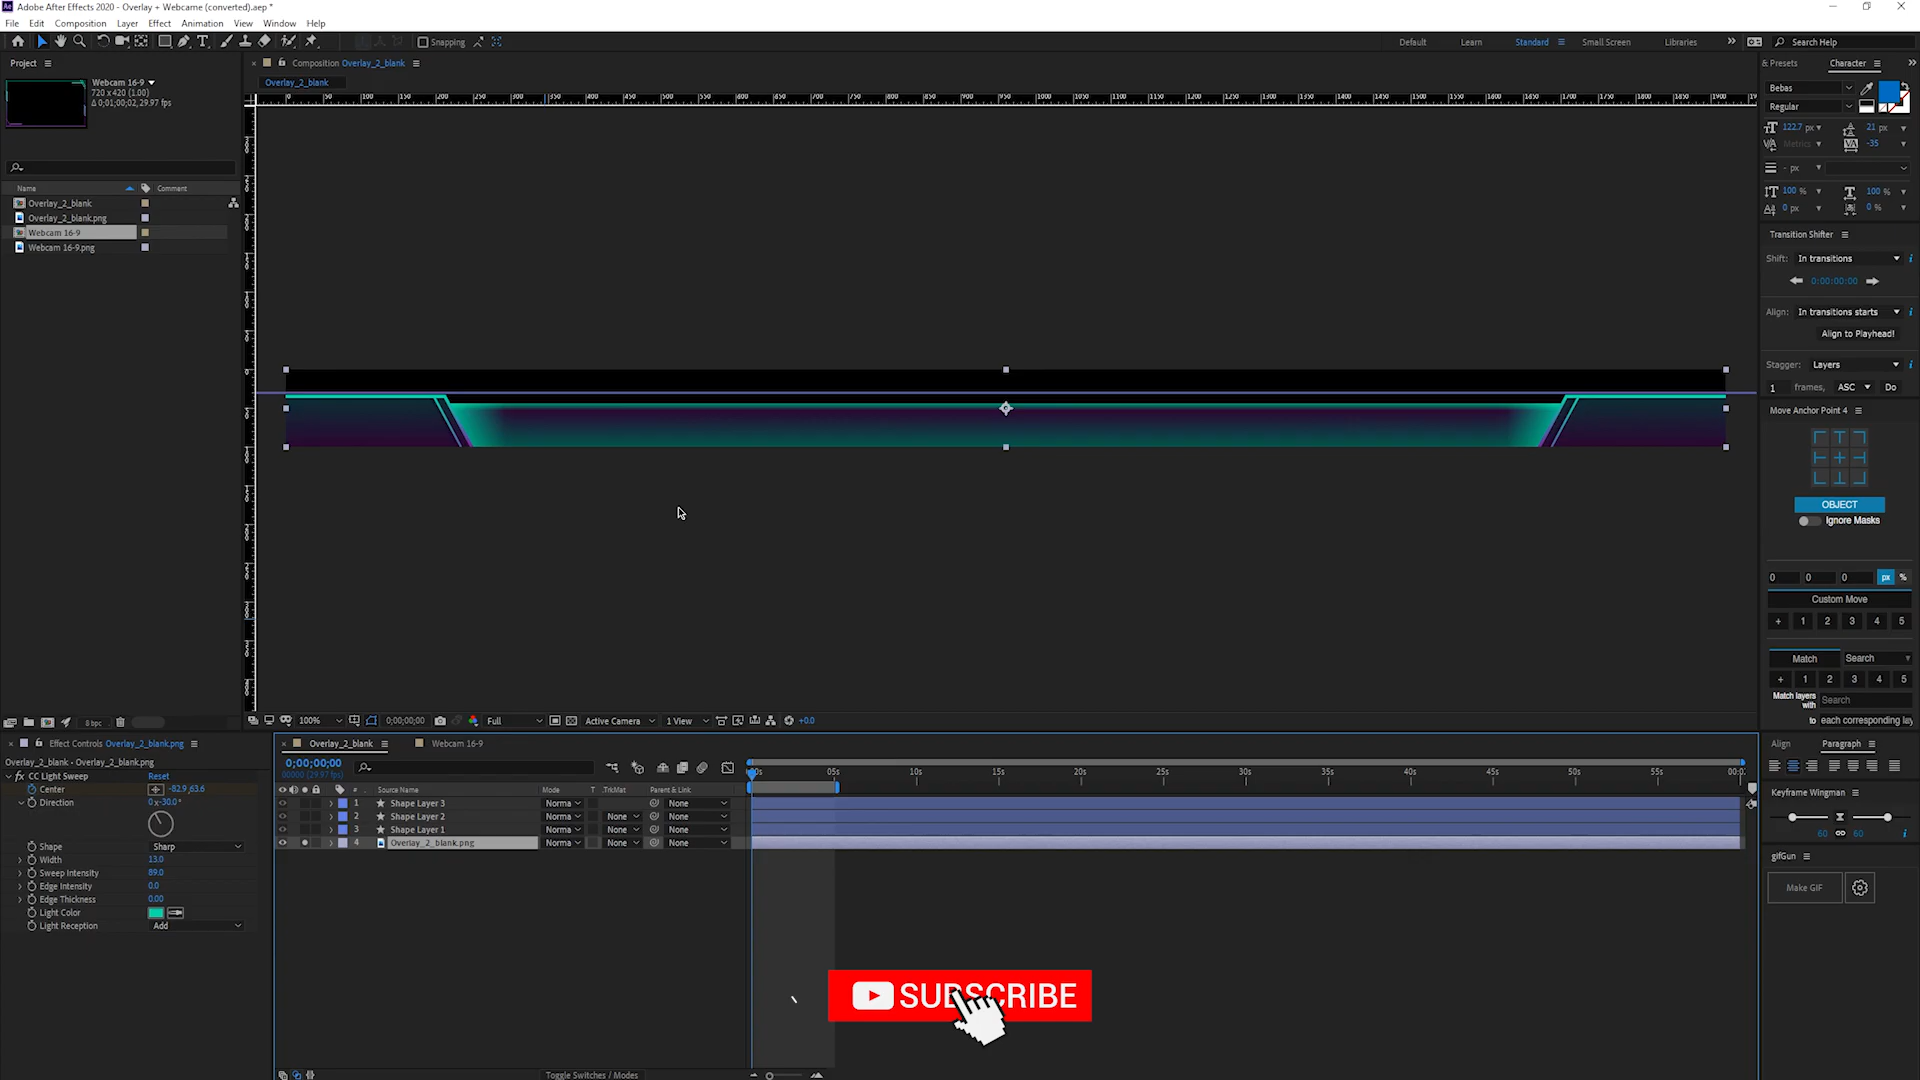 Adobe After Effects 2020 - Overlay + Webcame (converted).aep *
File Edit Composition Layer Effect Animation View Window Help
Snapping
Default Learn Standard Small Screen Libraries Search Help
Project
Webcam 16-9
720 x 420 (1.00)
Δ 0;01;00;02, 29.97 fps
Name Comment
Overlay_2_blank
Overlay_2_blank.png
Webcam 16-9
Webcam 16-9.png
8 bpc
Composition Overlay_2_blank
Overlay_2_blank
100% 0;00;00;00 Full Active Camera 1 View +0.0
Presets Character
Bebas
Regular
122.7 px 21 px
Metrics -35
- px
100 % 100 %
0 px 0 %
Transition Shifter
Shift: In transitions
0:00:00:00
Align: In transitions starts
Align to Playhead!
Stagger: Layers
1 frames, ASC Do
Move Anchor Point 4
OBJECT
Ignore Masks
0 0 0 px %
Custom Move
+ 1 2 3 4 5
Match Search
+ 1 2 3 4 5
Match layers with Search
to each corresponding lay
Align Paragraph
Keyframe Wingman
60 60
gifGun
Make GIF
Effect Controls Overlay_2_blank.png
Overlay_2_blank • Overlay_2_blank.png
fx CC Light Sweep Reset
Center -82.9,63.6
Direction 0x-30.0°
Shape Sharp
Width 13.0
Sweep Intensity 89.0
Edge Intensity 0.0
Edge Thickness 0.00
Light Color
Light Reception Add
Overlay_2_blank Webcam 16-9
0;00;00;00
00000 (29.97 fps)
05s 10s 15s 20s 25s 30s 35s 40s 45s 50s 55s
# Source Name Mode T .TrkMat Parent & Link
1 Shape Layer 3 Norma None
2 Shape Layer 2 Norma None None
3 Shape Layer 1 Norma None None
4 Overlay_2_blank.png Norma None None
Toggle Switches / Modes
SUBSCRIBE